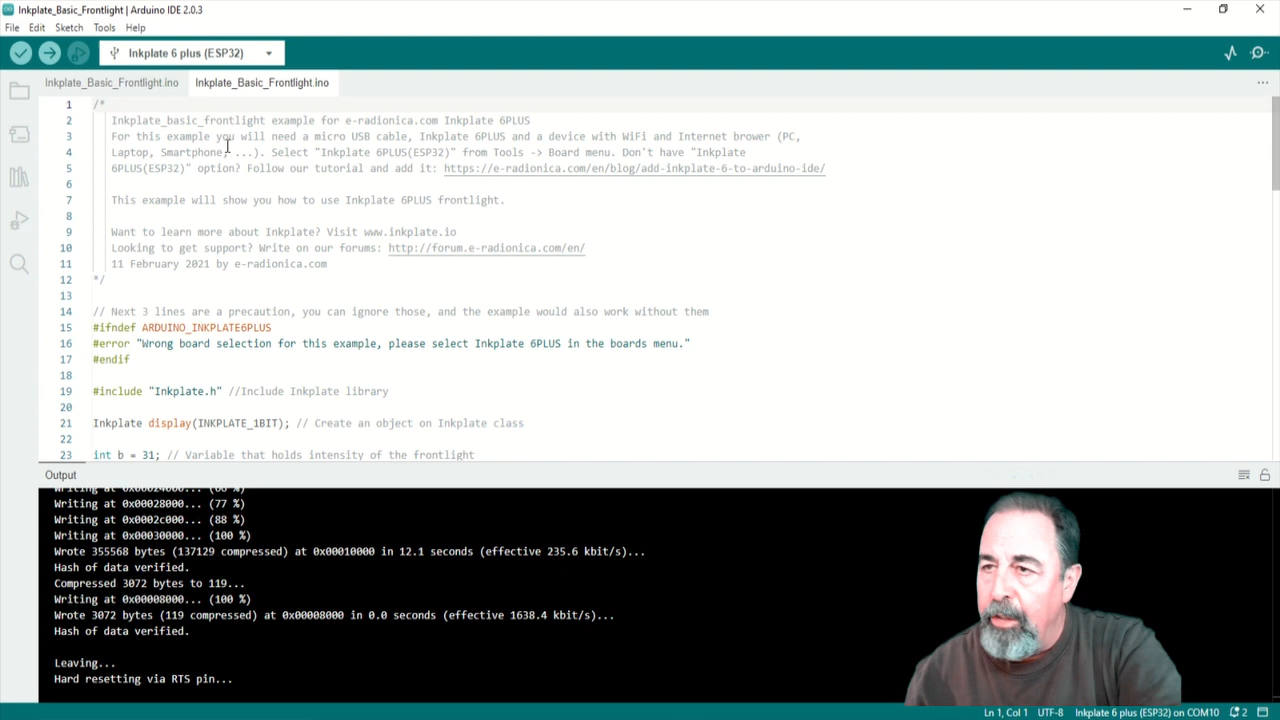 Inkplate_Basic_Frontlight | Arduino IDE 2.0.3
File Edit Sketch Tools Help
Inkplate 6 plus (ESP32)
Inkplate_Basic_Frontlight.ino Inkplate_Basic_Frontlight.ino
1 /*
2 Inkplate_basic_frontlight example for e-radionica.com Inkplate 6PLUS
3 For this example you will need a micro USB cable, Inkplate 6PLUS and a device with WiFi and Internet brower (PC,
4 Laptop, Smartphone, ...). Select "Inkplate 6PLUS(ESP32)" from Tools -> Board menu. Don't have "Inkplate
5 6PLUS(ESP32)" option? Follow our tutorial and add it: https://e-radionica.com/en/blog/add-inkplate-6-to-arduino-ide/
6
7 This example will show you how to use Inkplate 6PLUS frontlight.
8
9 Want to learn more about Inkplate? Visit www.inkplate.io
10 Looking to get support? Write on our forums: http://forum.e-radionica.com/en/
11 11 February 2021 by e-radionica.com
12 */
13
14 // Next 3 lines are a precaution, you can ignore those, and the example would also work without them
15 #ifndef ARDUINO_INKPLATE6PLUS
16 #error "Wrong board selection for this example, please select Inkplate 6PLUS in the boards menu."
17 #endif
18
19 #include "Inkplate.h" //Include Inkplate library
20
21 Inkplate display(INKPLATE_1BIT); // Create an object on Inkplate class
22
23 int b = 31; // Variable that holds intensity of the frontlight
Output
Writing at 0x00024000... (66 %)
Writing at 0x00028000... (77 %)
Writing at 0x0002c000... (88 %)
Writing at 0x00030000... (100 %)
Wrote 355568 bytes (137129 compressed) at 0x00010000 in 12.1 seconds (effective 235.6 kbit/s)...
Hash of data verified.
Compressed 3072 bytes to 119...
Writing at 0x00008000... (100 %)
Wrote 3072 bytes (119 compressed) at 0x00008000 in 0.0 seconds (effective 1638.4 kbit/s)...
Hash of data verified.
Leaving...
Hard resetting via RTS pin...
Ln 1, Col 1 UTF-8 Inkplate 6 plus (ESP32) on COM10 2